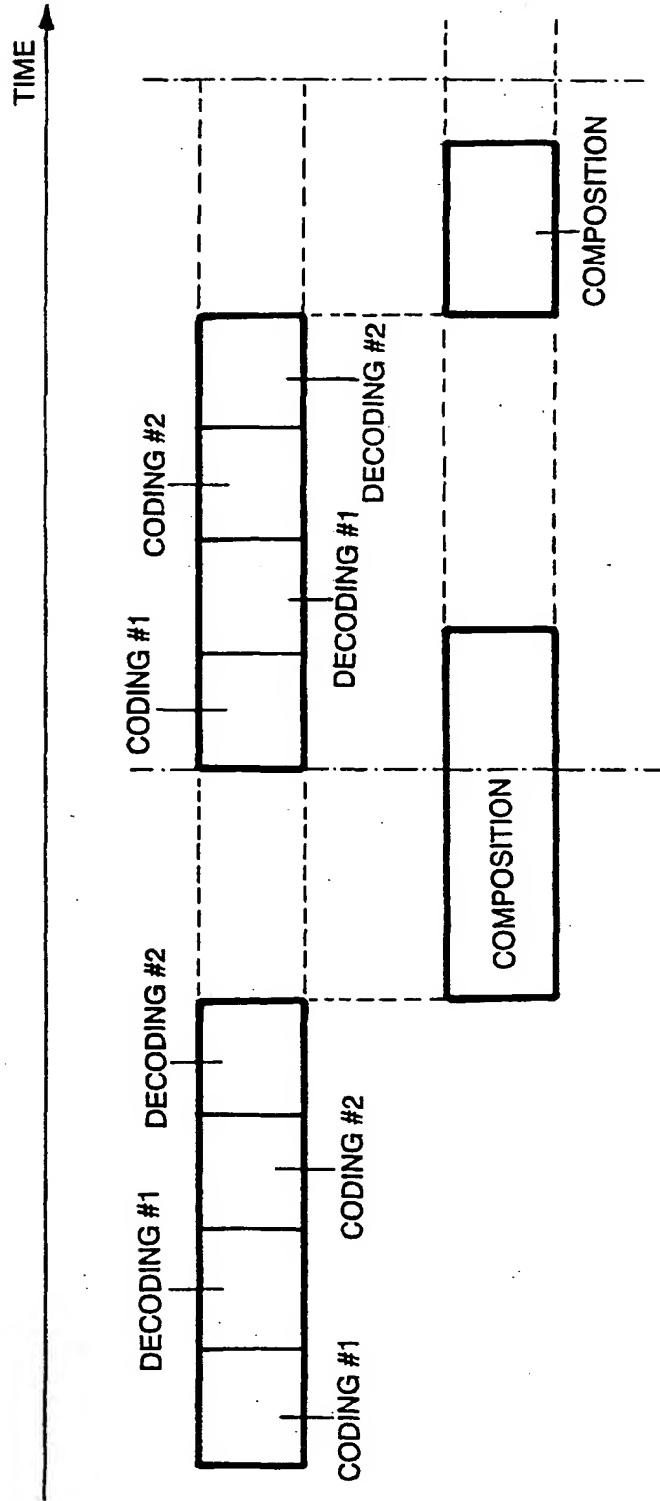 TIME
DECODING #1
DECODING #2
CODING #1
CODING #2
CODING #1
CODING #2
DECODING #1
DECODING #2
COMPOSITION
COMPOSITION